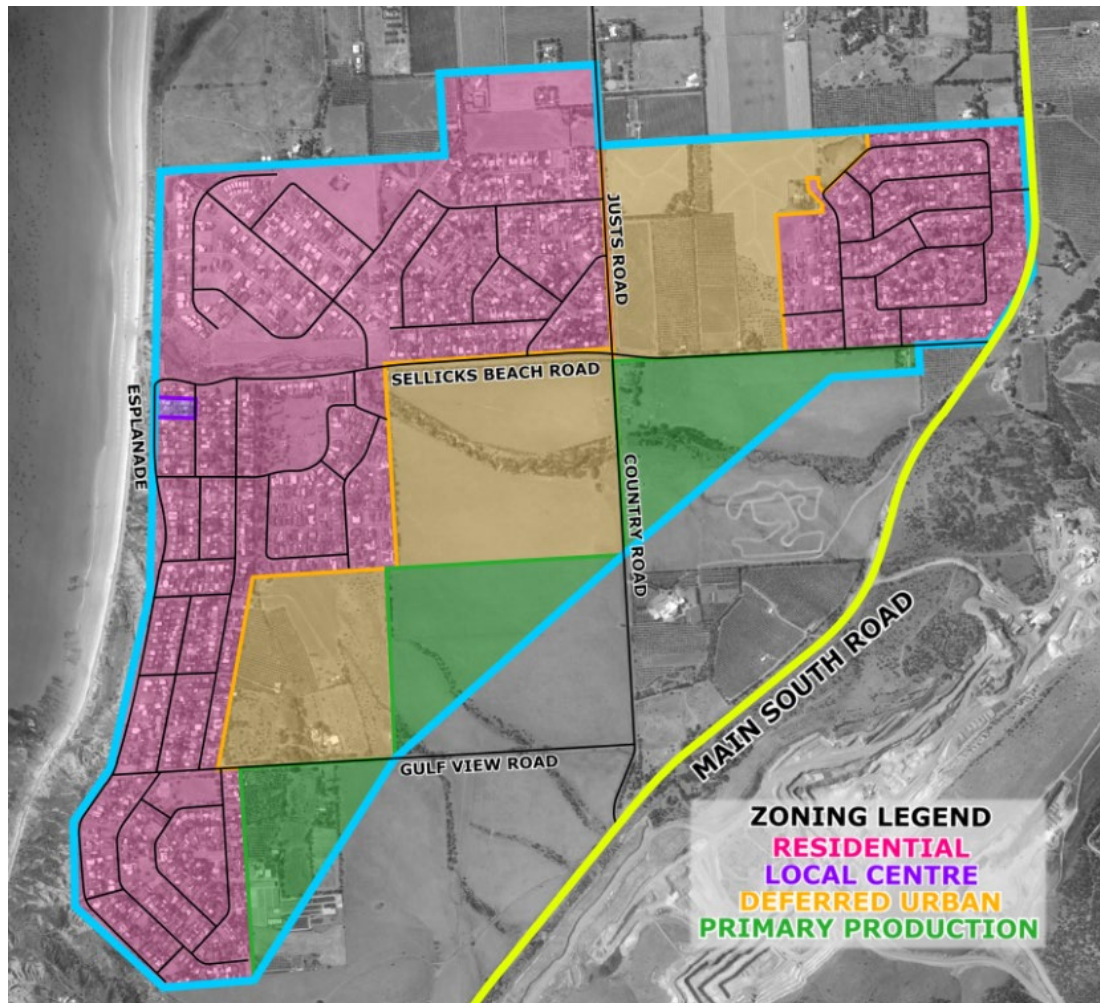 JUSTS ROAD
SELLICKS BEACH ROAD
ESPLANADE
COUNTRY ROAD
MAIN SOUTH ROAD
GULF VIEW ROAD
ZONING LEGEND
RESIDENTIAL
LOCAL CENTRE
DEFERRED URBAN
PRIMARY PRODUCTION